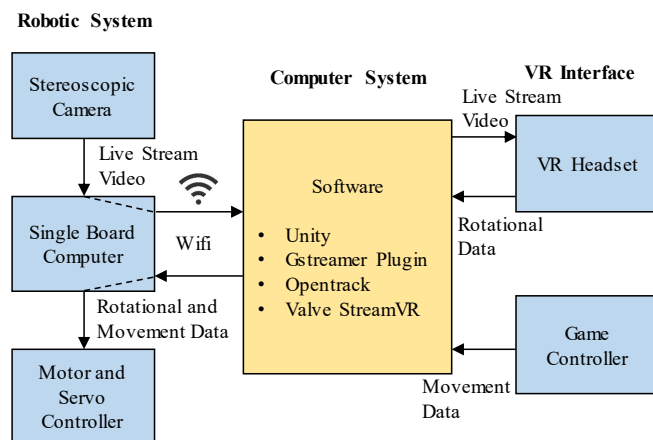 Robotic System
Stereoscopic
Camera
Live Stream
Video
Single Board
Computer
Wifi
Rotational and
Movement Data
Motor and
Servo
Controller
Computer System
Software
• Unity
• Gstreamer Plugin
• Opentrack
• Valve StreamVR
VR Interface
Live Stream
Video
VR Headset
Rotational
Data
Game
Controller
Movement
Data